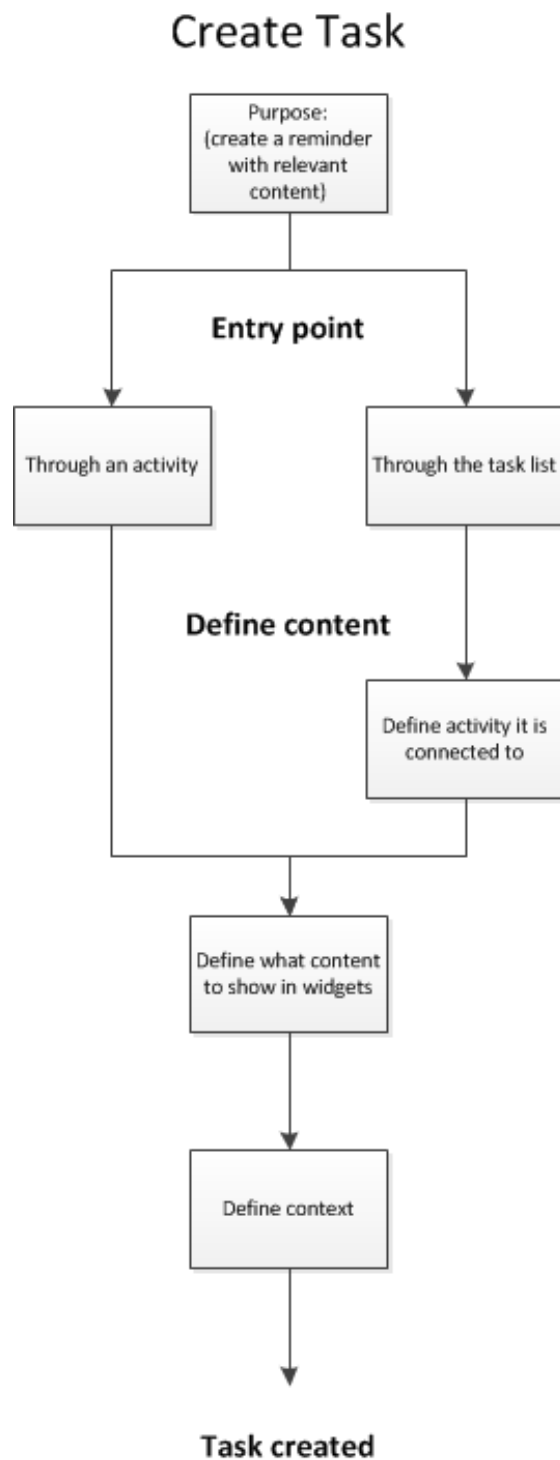 Create Task
Purpose:
(create a reminder
with relevant
content)
Entry point
Through an activity
Through the task list
Define content
Define activity it is
connected to
Define what content
to show in widgets
Define context
Task created